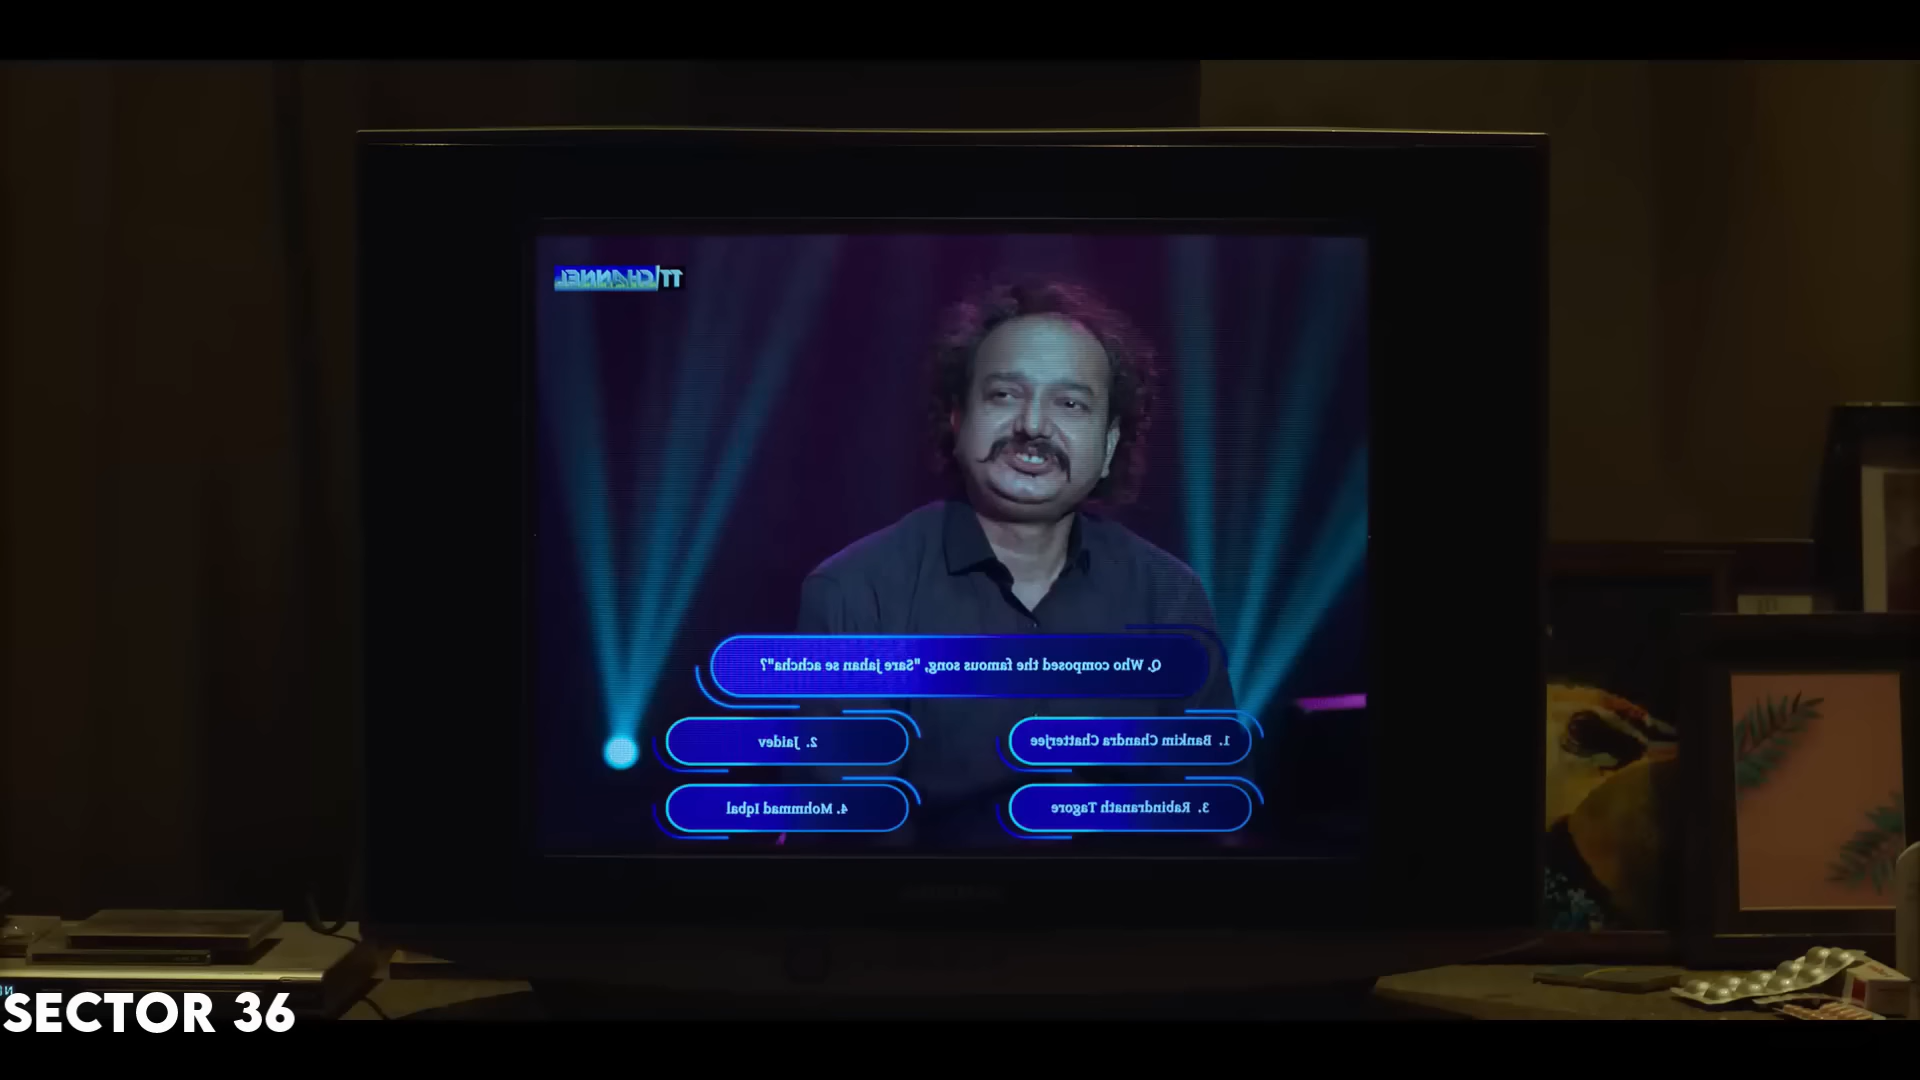 TT|CHANNEL
Q. Who composed the famous song, "Sare jahan se achcha"?
1. Bankim Chandra Chatterjee
2. Jaidev
3. Rabindranath Tagore
4. Mohmmad Iqbal
SECTOR 36